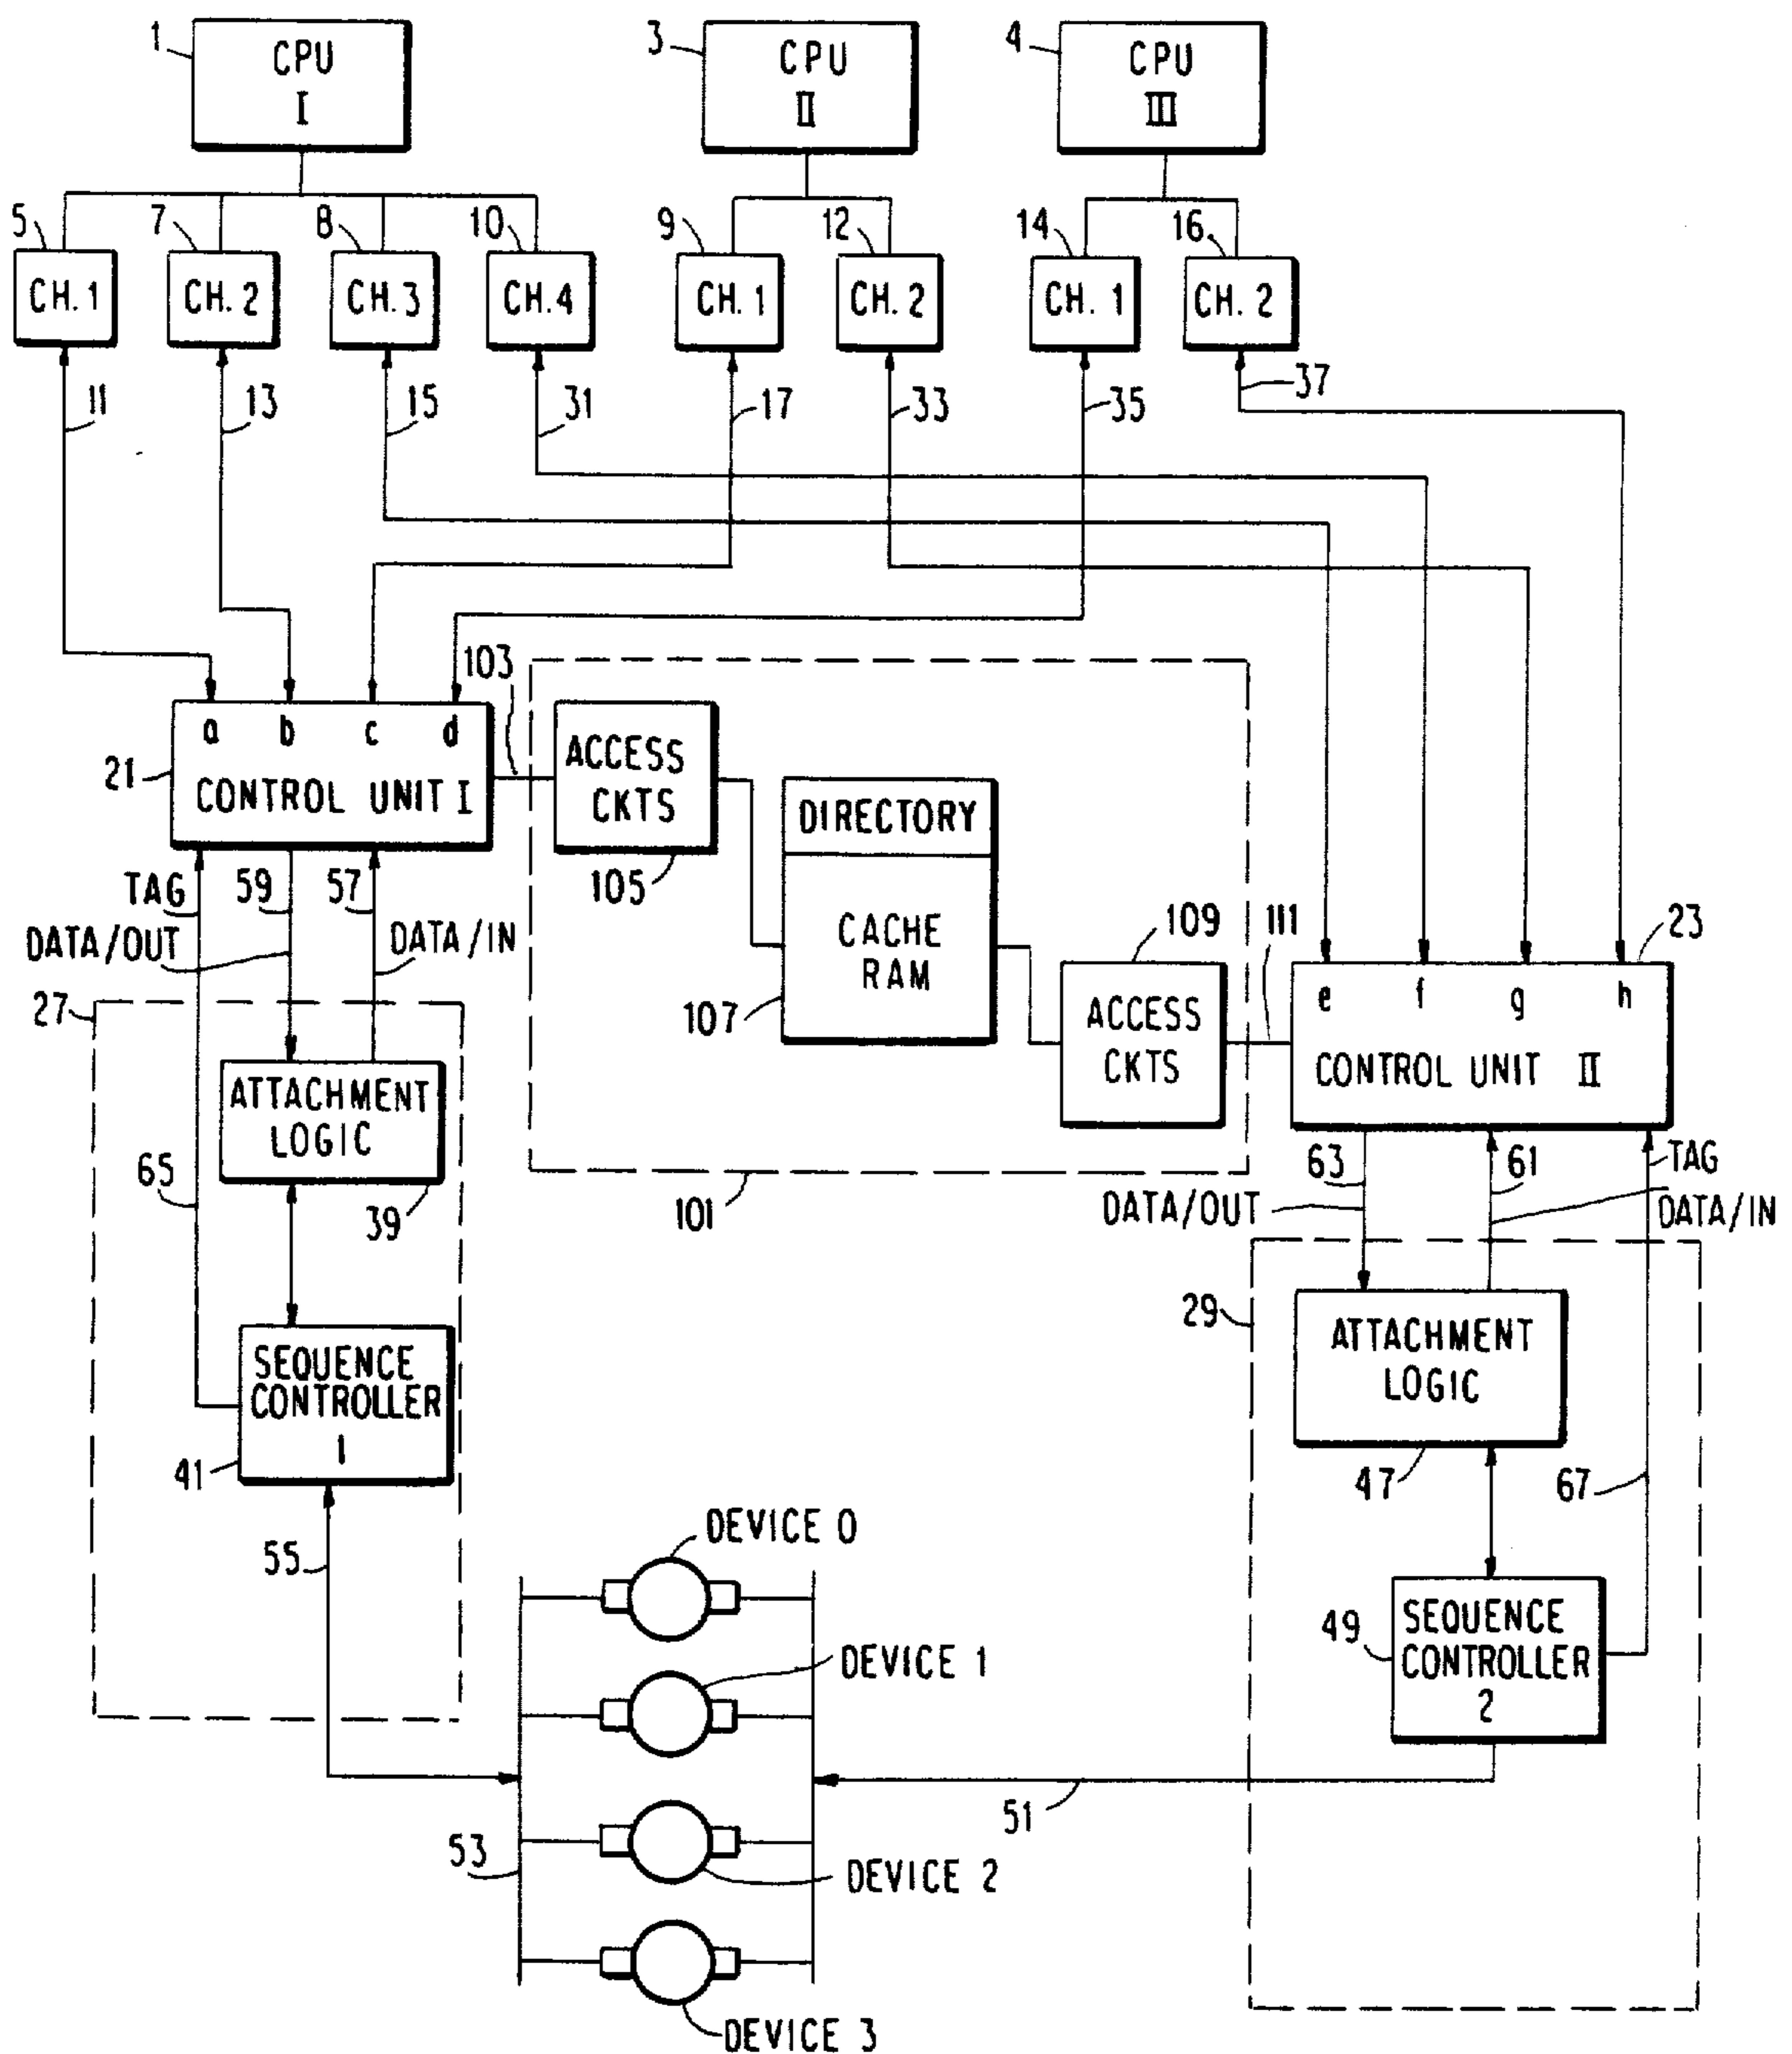 1
CPU
I
3
CPU
II
4
CPU
III
5
CH. 1
7
CH. 2
8
CH. 3
10
CH. 4
9
CH. 1
12
CH. 2
14
CH. 1
16
CH. 2
11
13
15
31
17
33
35
37
103
a b c d
21
CONTROL UNIT I
ACCESS
CKTS
105
DIRECTORY
CACHE
RAM
107
109
ACCESS
CKTS
111
23
e f g h
CONTROL UNIT II
101
TAG
59
57
DATA/OUT
DATA/IN
27
ATTACHMENT
LOGIC
39
65
SEQUENCE
CONTROLLER
1
41
55
63
61
TAG
DATA/OUT
DATA/IN
29
ATTACHMENT
LOGIC
47
67
49
SEQUENCE
CONTROLLER
2
51
53
DEVICE 0
DEVICE 1
DEVICE 2
DEVICE 3